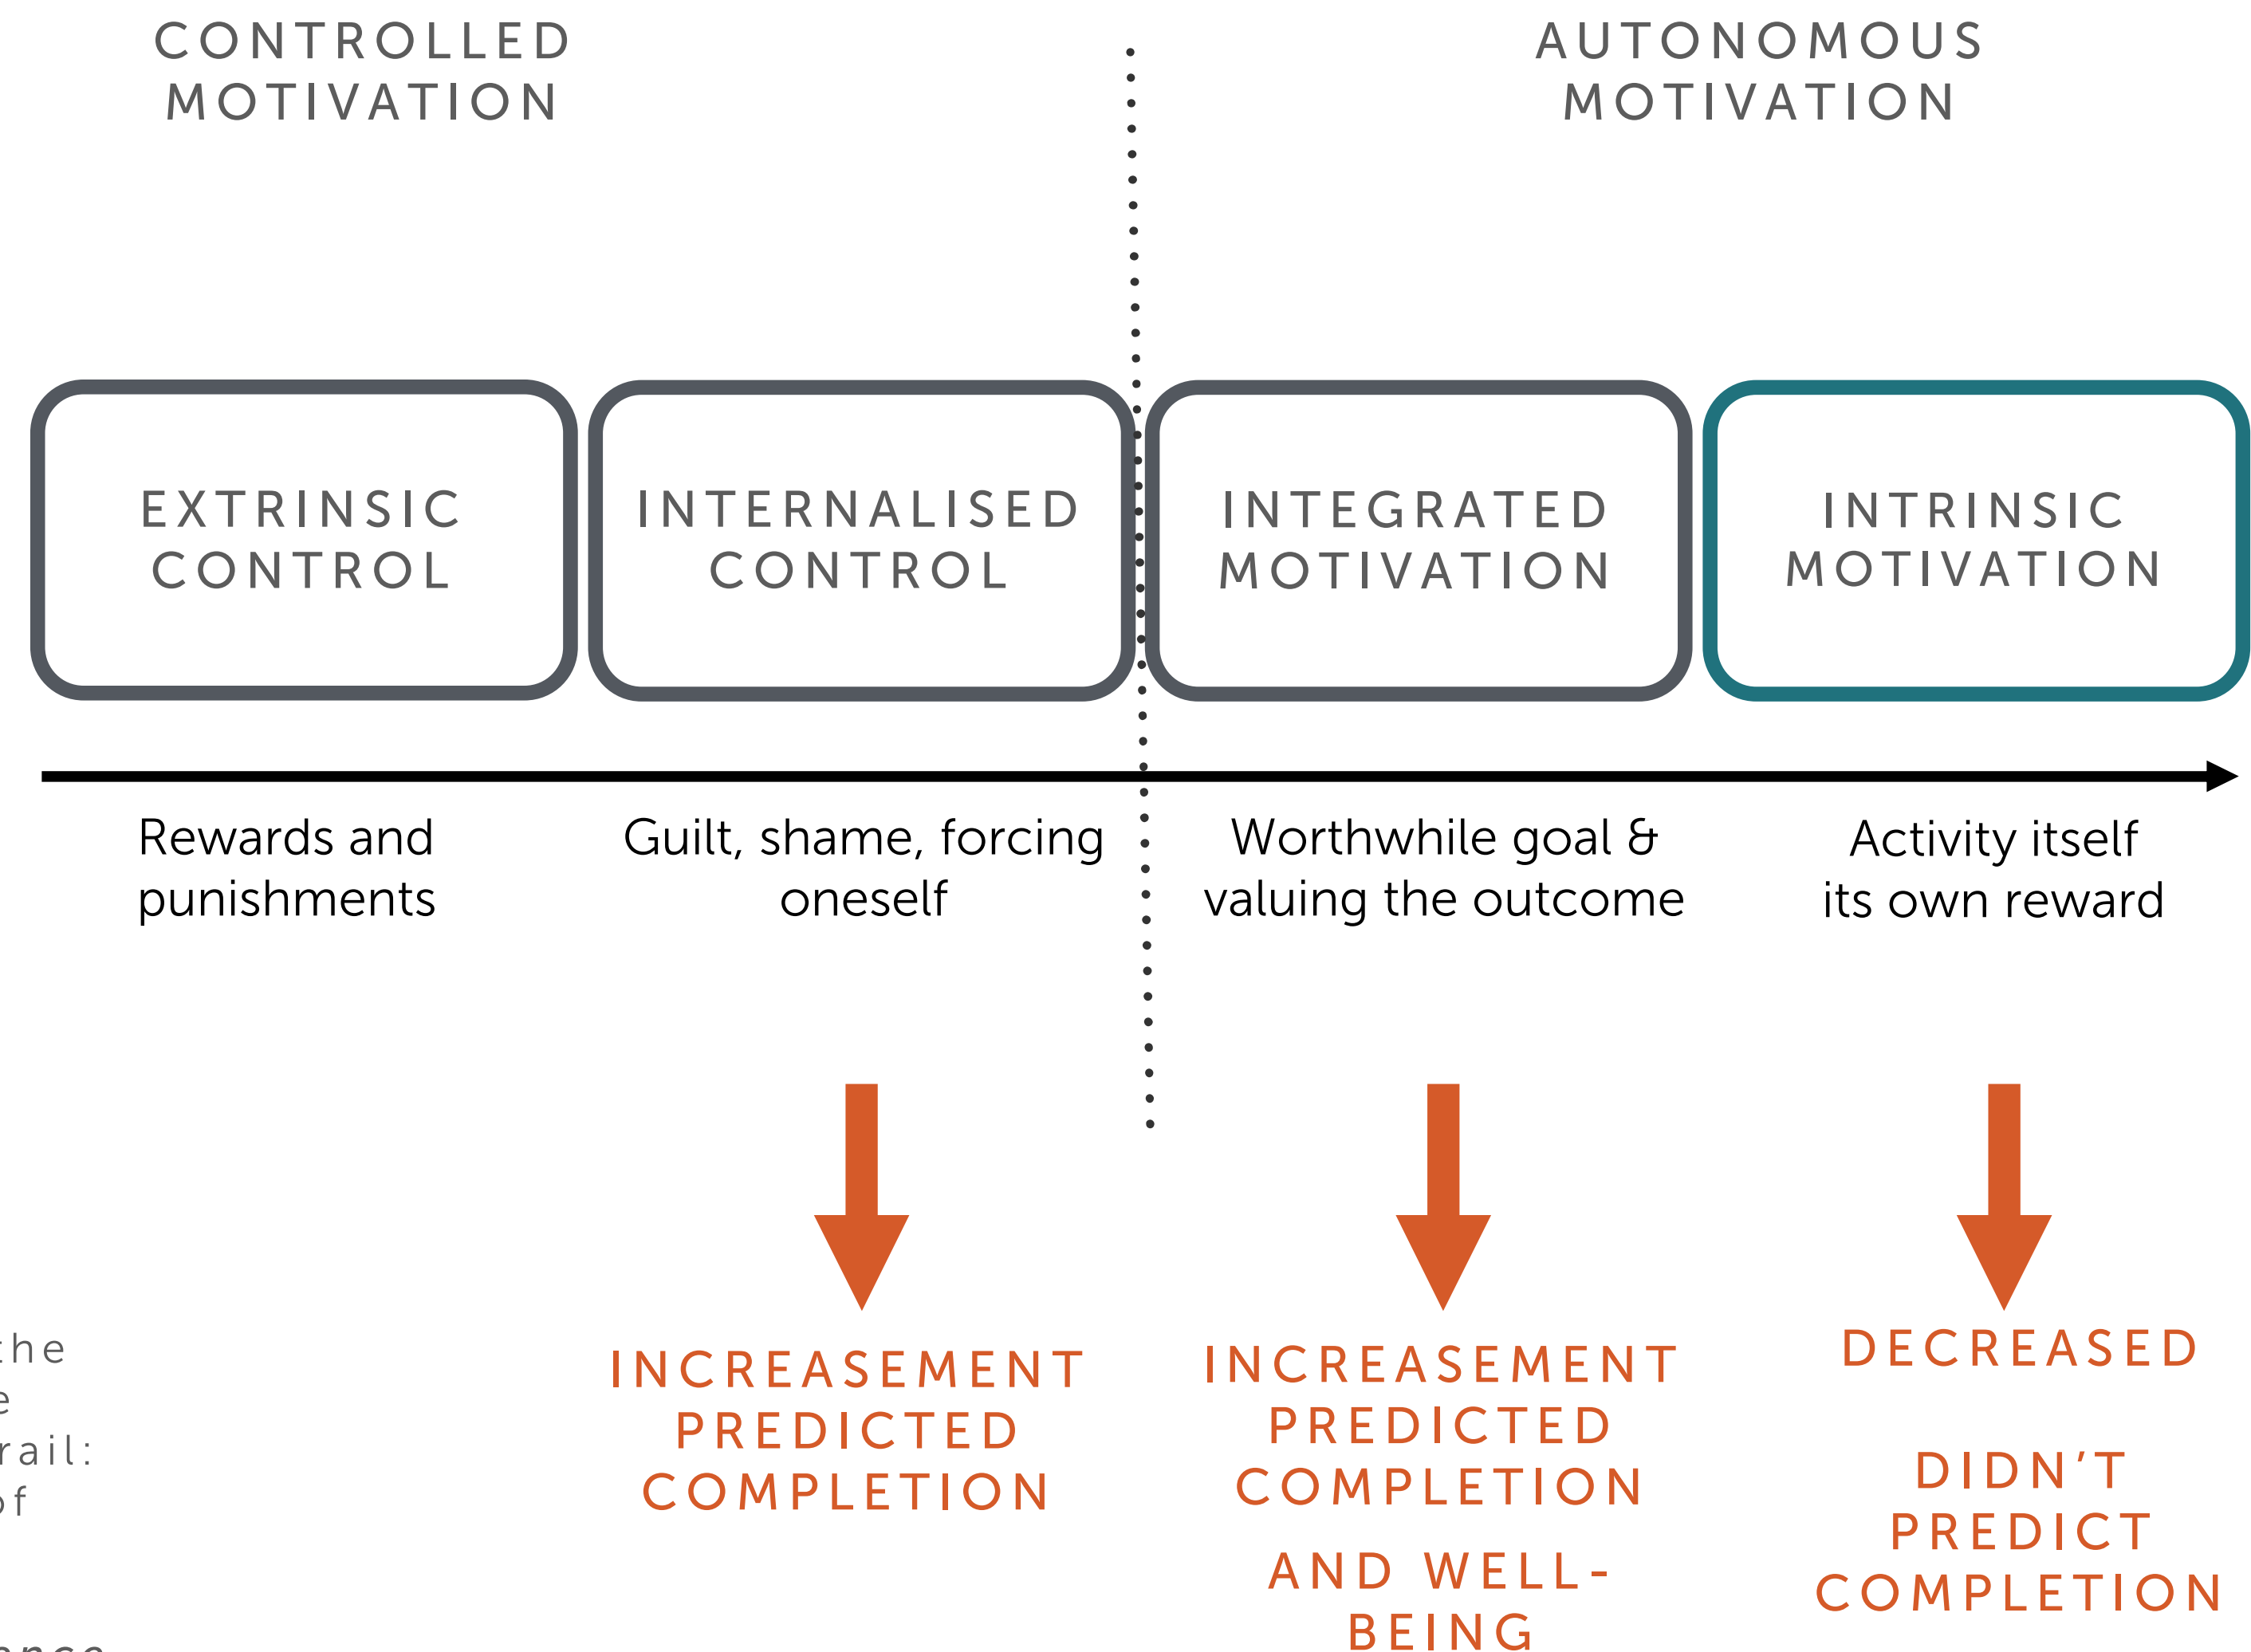 CONTROLLED
MOTIVATION
AUTONOMOUS
MOTIVATION
EXTRINSIC
CONTROL
INTERNALISED
CONTROL
INTEGRATED
MOTIVATION
INTRINSIC
MOTIVATION
Rewards and
punishments
Guilt, shame, forcing
oneself
Worthwhile goal &
valuing the outcome
Activity itself
its own reward
INCREASEMENT
PREDICTED
COMPLETION
INCREASEMENT
PREDICTED
COMPLETION
AND WELL-
BEING
DECREASED
DIDN'T
PREDICT
COMPLETION